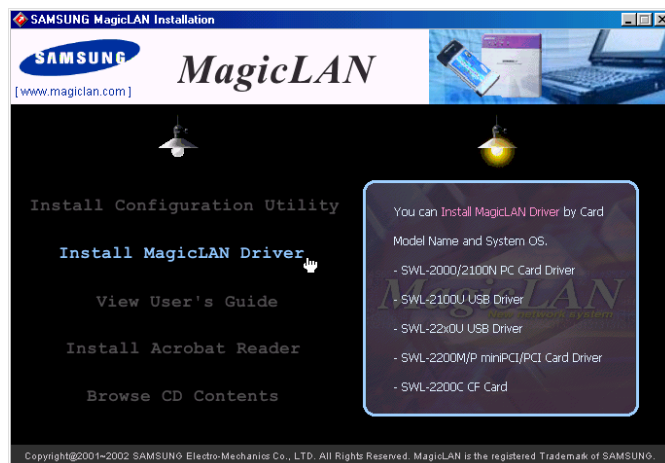 SAMSUNG MagicLAN Installation
SAMSUNG
[ www.magiclan.com ]
MagicLAN
Install Configuration Utility
Install MagicLAN Driver
View User's Guide
Install Acrobat Reader
Browse CD Contents
You can Install MagicLAN Driver by Card
Model Name and System OS.
- SWL-2000/2100N PC Card Driver
- SWL-2100U USB Driver
- SWL-22x0U USB Driver
- SWL-2200M/P miniPCI/PCI Card Driver
- SWL-2200C CF Card
MagicLAN
New network system
Copyright@2001~2002 SAMSUNG Electro-Mechanics Co., LTD. All Rights Reserved. MagicLAN is the registered Trademark of SAMSUNG.